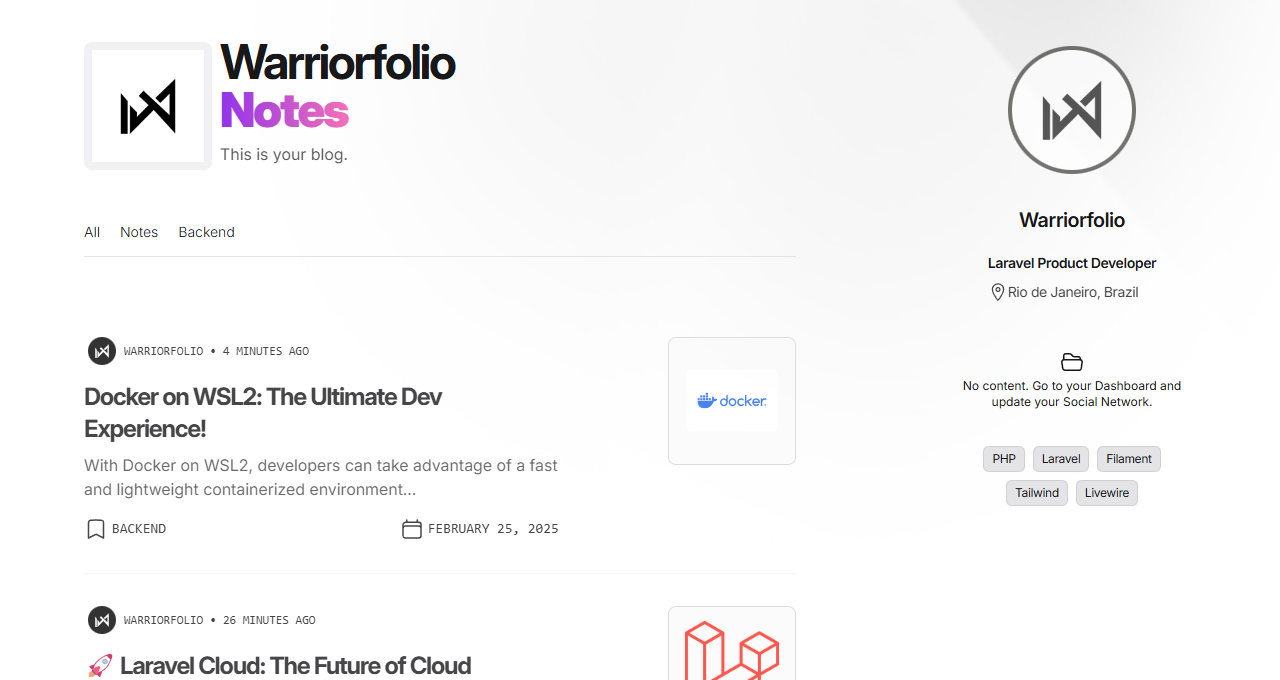 Warriorfolio
Notes
This is your blog.
All Notes Backend
WARRIORFOLIO • 4 MINUTES AGO
Docker on WSL2: The Ultimate Dev
Experience!
With Docker on WSL2, developers can take advantage of a fast
and lightweight containerized environment...
BACKEND FEBRUARY 25, 2025
docker
WARRIORFOLIO • 26 MINUTES AGO
🚀 Laravel Cloud: The Future of Cloud
Warriorfolio
Laravel Product Developer
Rio de Janeiro, Brazil
No content. Go to your Dashboard and
update your Social Network.
PHP Laravel Filament
Tailwind Livewire